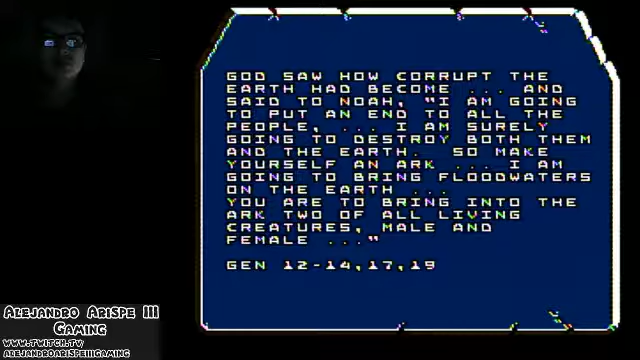 GOD SAW HOW CORRUPT THE
EARTH HAD BECOME ... AND
SAID TO NOAH, "I AM GOING
TO PUT AN END TO ALL THE
PEOPLE, ... I AM SURELY
GOING TO DESTROY BOTH THEM
AND THE EARTH. SO MAKE
YOURSELF AN ARK ... I AM
GOING TO BRING FLOODWATERS
ON THE EARTH ...
YOU ARE TO BRING INTO THE
ARK TWO OF ALL LIVING
CREATURES, MALE AND
FEMALE ..."
GEN 12-14,17,19
ALEJANDRO ARISPE III
GAMING
WWW.TWITCH.TV/
ALEJANDROARISPEIIIGAMING